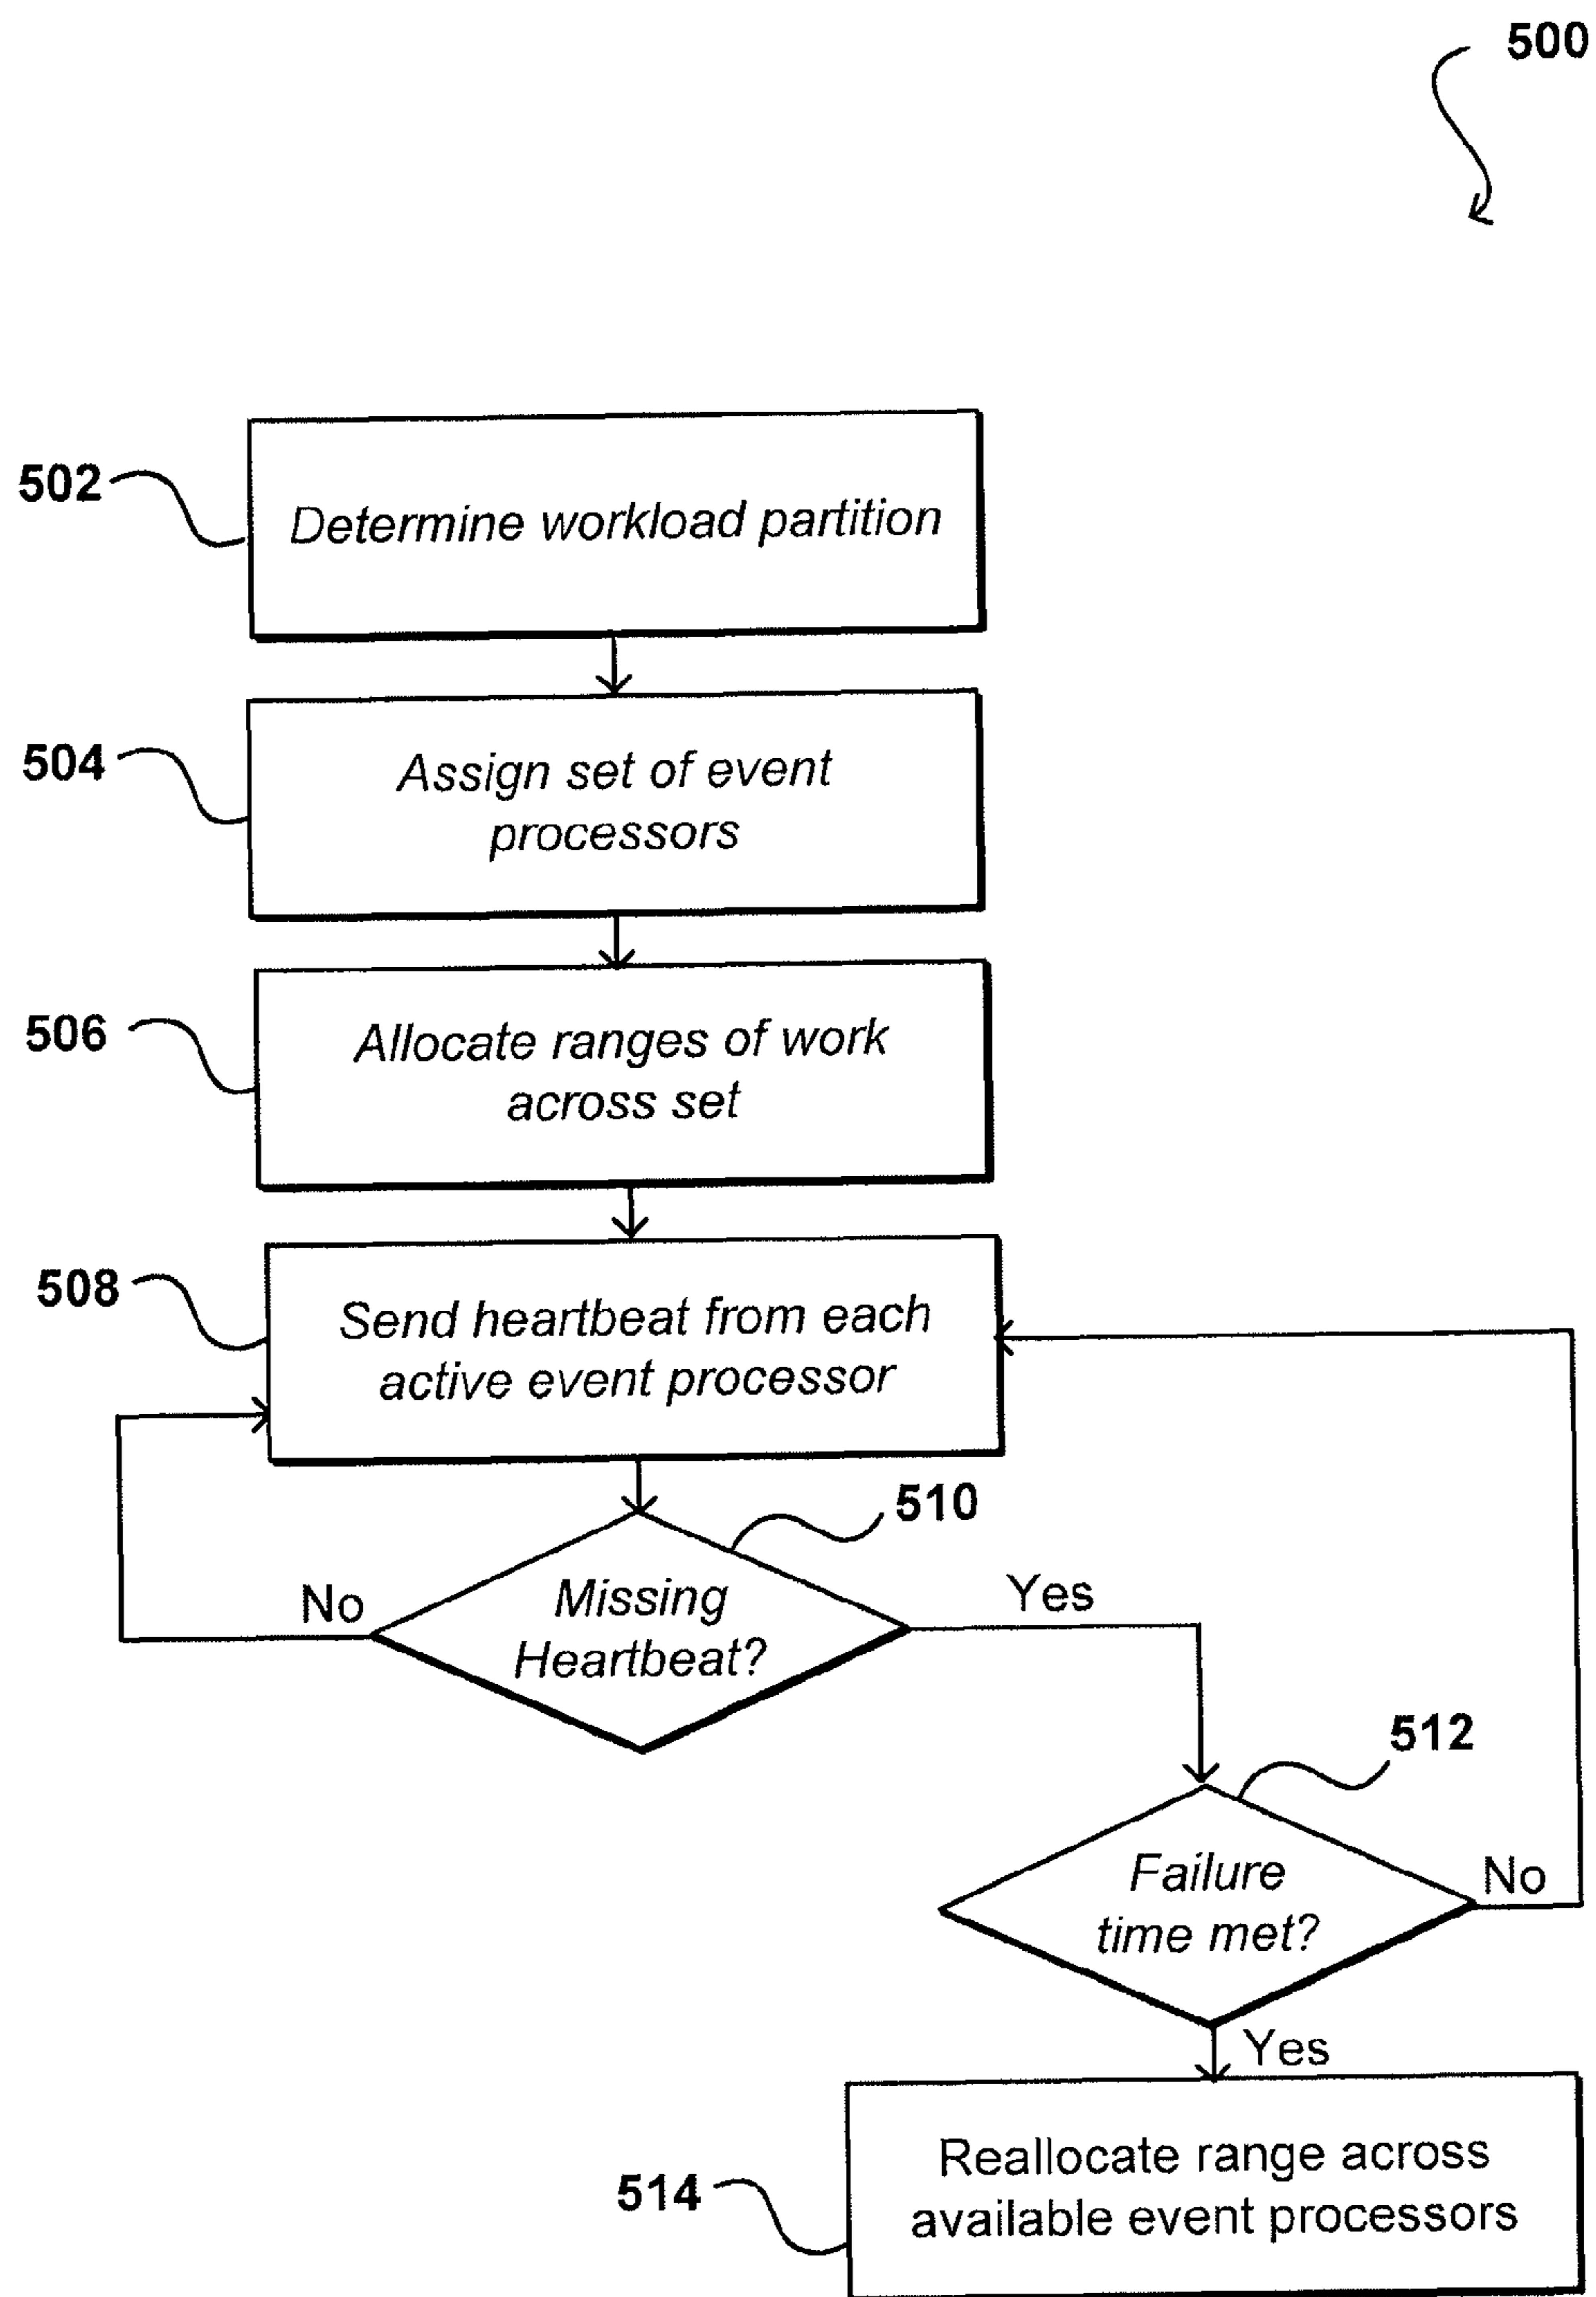 500
502
Determine workload partition
504
Assign set of event
processors
506
Allocate ranges of work
across set
508
Send heartbeat from each
active event processor
510
No
Missing
Heartbeat?
Yes
512
Failure
time met?
No
Yes
514
Reallocate range across
available event processors